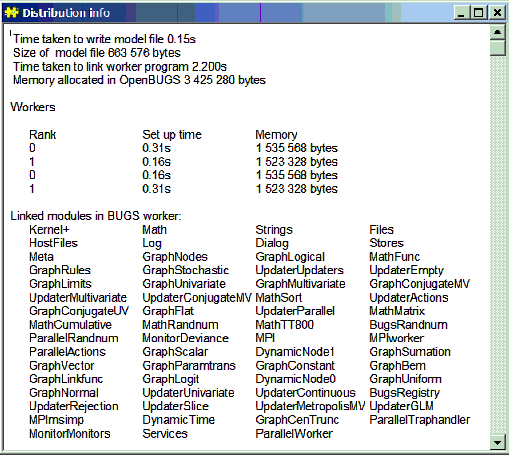 Distribution info
Time taken to write model file 0.15s
Size of model file 663 576 bytes
Time taken to link worker program 2.200s
Memory allocated in OpenBUGS 3 425 280 bytes
Workers
Rank Set up time Memory
0 0.31s 1 535 568 bytes
1 0.16s 1 523 328 bytes
0 0.16s 1 535 568 bytes
1 0.31s 1 523 328 bytes
Linked modules in BUGS worker:
Kernel+ Math Strings Files
HostFiles Log Dialog Stores
Meta GraphNodes GraphLogical MathFunc
GraphRules GraphStochastic UpdaterUpdaters UpdaterEmpty
GraphLimits GraphUnivariate GraphMultivariate GraphConjugateMV
UpdaterMultivariate UpdaterConjugateMV MathSort UpdaterActions
GraphConjugateUV GraphFlat UpdaterParallel MathMatrix
MathCumulative MathRandnum MathTT800 BugsRandnum
ParallelRandnum MonitorDeviance MPI MPIworker
ParallelActions GraphScalar DynamicNode1 GraphSumation
GraphVector GraphParamtrans GraphConstant GraphBern
GraphLinkfunc GraphLogit DynamicNode0 GraphUniform
GraphNormal UpdaterUnivariate UpdaterContinuous BugsRegistry
UpdaterRejection UpdaterSlice UpdaterMetropolisMV UpdaterGLM
MPImsimp DynamicTime GraphCenTrunc ParallelTraphandler
MonitorMonitors Services ParallelWorker